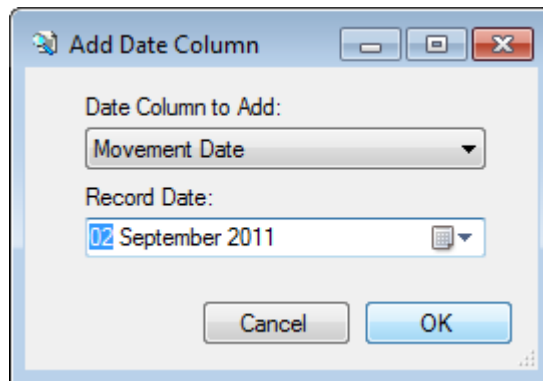 Add Date Column
Date Column to Add:
Movement Date
Record Date:
02 September 2011
Cancel OK